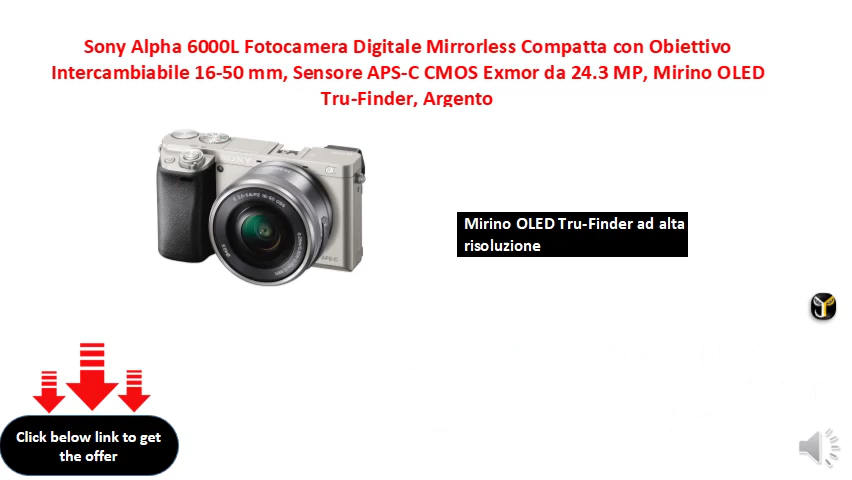 Sony Alpha 6000L Fotocamera Digitale Mirrorless Compatta con Obiettivo
Intercambiabile 16-50 mm, Sensore APS-C CMOS Exmor da 24.3 MP, Mirino OLED
Tru-Finder, Argento
SONY
APS-C
Mirino OLED Tru-Finder ad alta
risoluzione
Click below link to get
the offer